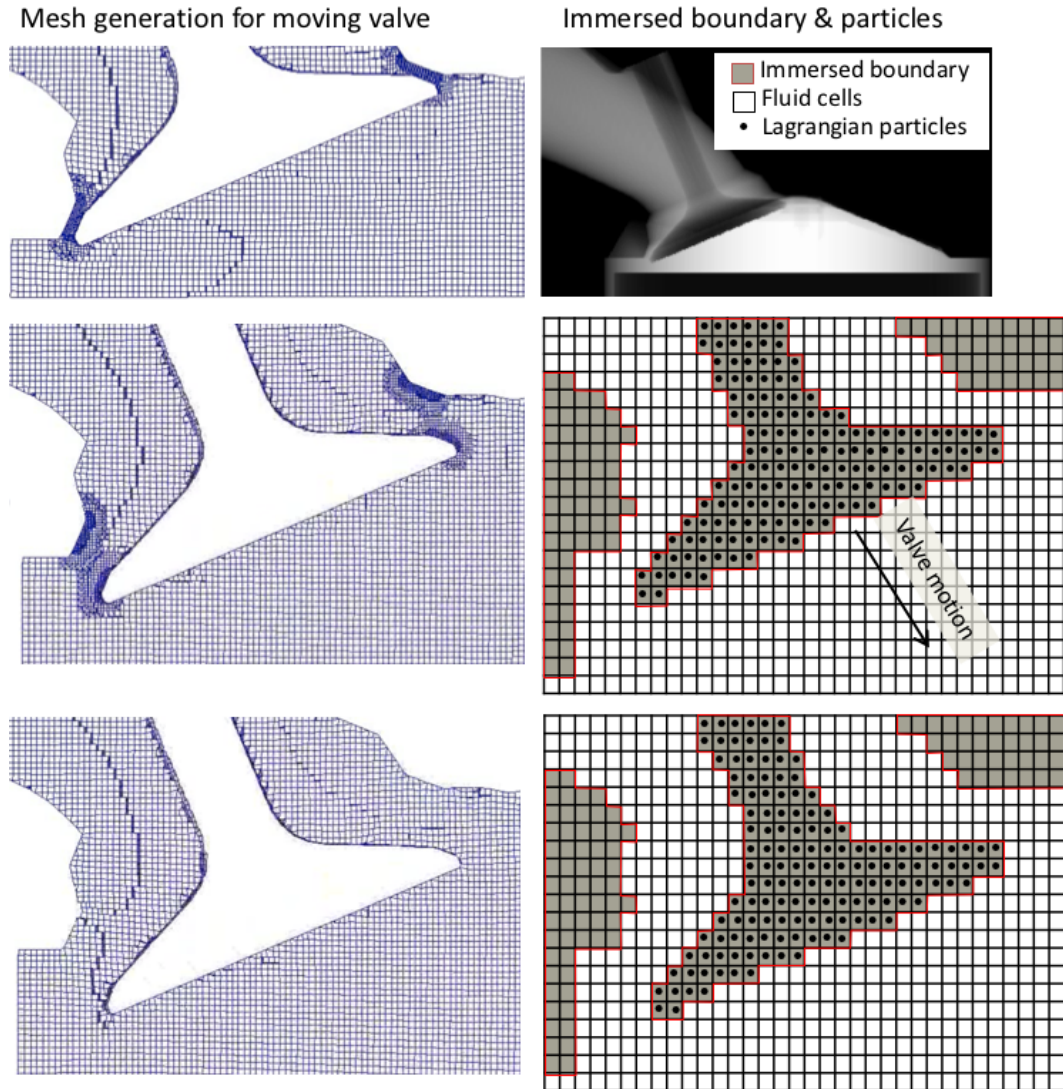 Mesh generation for moving valve
Immersed boundary & particles
Immersed boundary
Fluid cells
Lagrangian particles
Valve motion